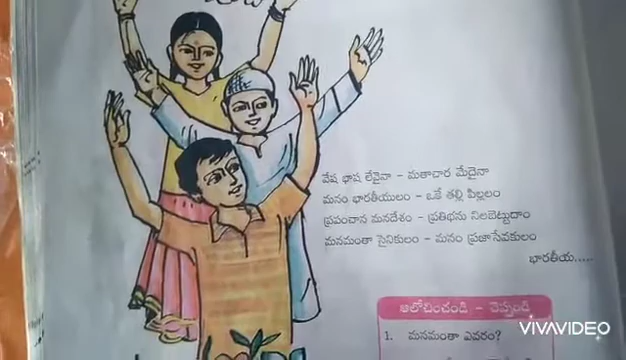 వేష భాష లేవైనా - మతాచార మేదైనా
మనం భారతీయులం - ఒకే తల్లి పిల్లలం
ప్రపంచాన మనదేశం - ప్రతిభను నిలబెట్టుదాం
మనమంతా సైనికులం - మనం ప్రజాసేవకులం
భారతీయ.....
ఆలోచించండి - చెప్పండి
1. మనమంతా ఎవరం?
VIVAVIDEO